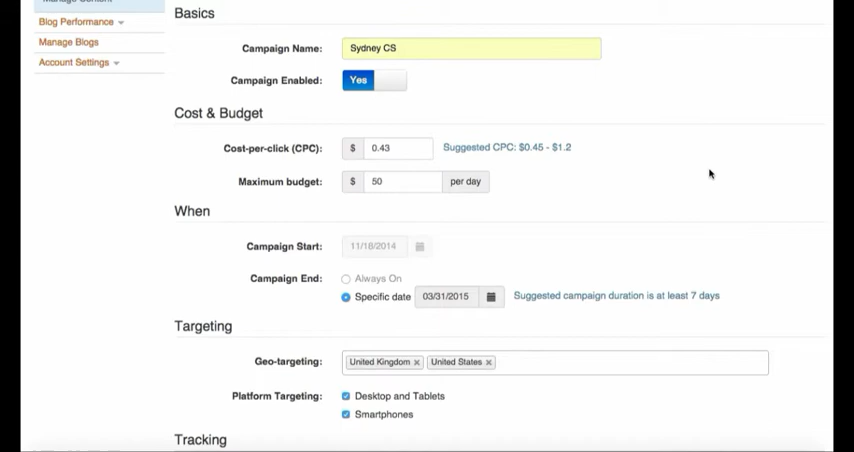 Manage Content
Blog Performance
Manage Blogs
Account Settings
Basics
Campaign Name: Sydney CS
Campaign Enabled: Yes
Cost & Budget
Cost-per-click (CPC): $ 0.43 Suggested CPC: $0.45 - $1.2
Maximum budget: $ 50 per day
When
Campaign Start: 11/18/2014
Campaign End: Always On
Specific date 03/31/2015 Suggested campaign duration is at least 7 days
Targeting
Geo-targeting: United Kingdom × United States ×
Platform Targeting: Desktop and Tablets
Smartphones
Tracking